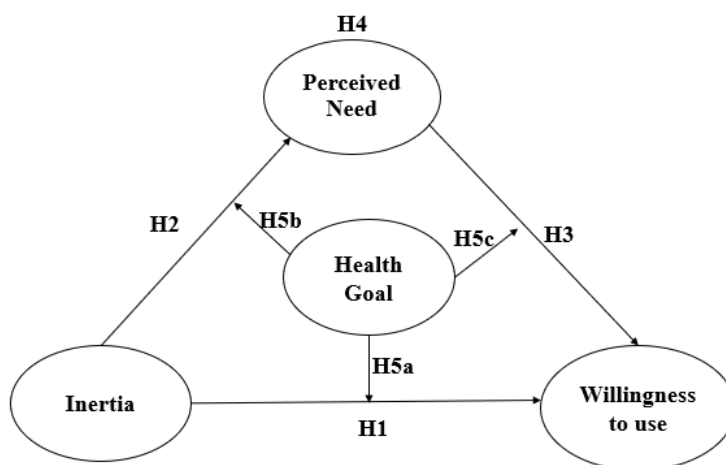 H4
Perceived
Need
H2
H5b
H5c
H3
Health
Goal
H5a
Inertia
H1
Willingness
to use